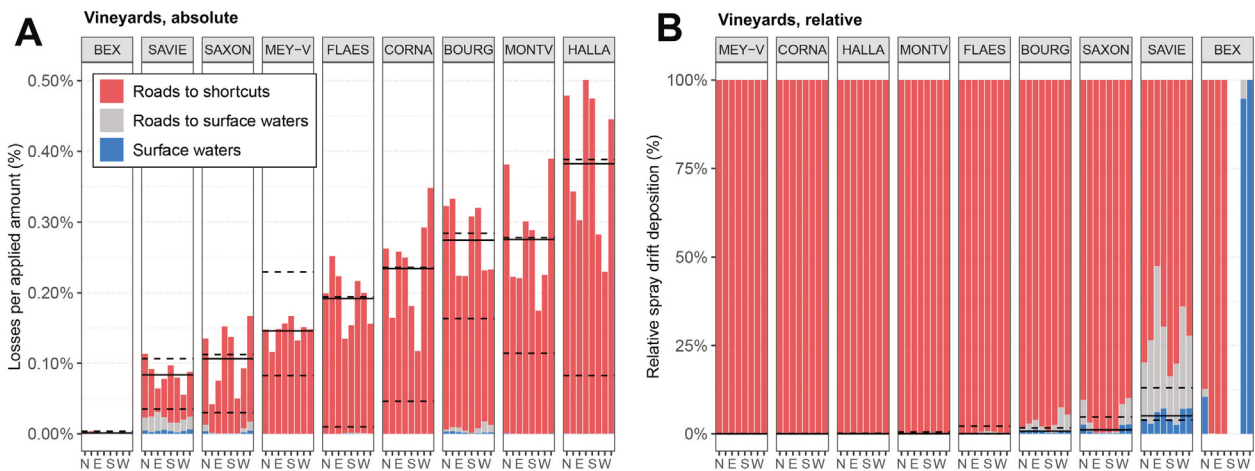 A
Vineyards, absolute
BEX SAVIE SAXON MEY−V FLAES CORNA BOURG MONTV HALLA
Losses per applied amount (%)
0.50%
0.40%
0.30%
0.20%
0.10%
0.00%
Roads to shortcuts
Roads to surface waters
Surface waters
N E S W N E S W N E S W N E S W N E S W N E S W N E S W N E S W N E S W
B
Vineyards, relative
MEY−V CORNA HALLA MONTV FLAES BOURG SAXON SAVIE BEX
Relative spray drift deposition (%)
100%
75%
50%
25%
0%
N E S W N E S W N E S W N E S W N E S W N E S W N E S W N E S W N E S W